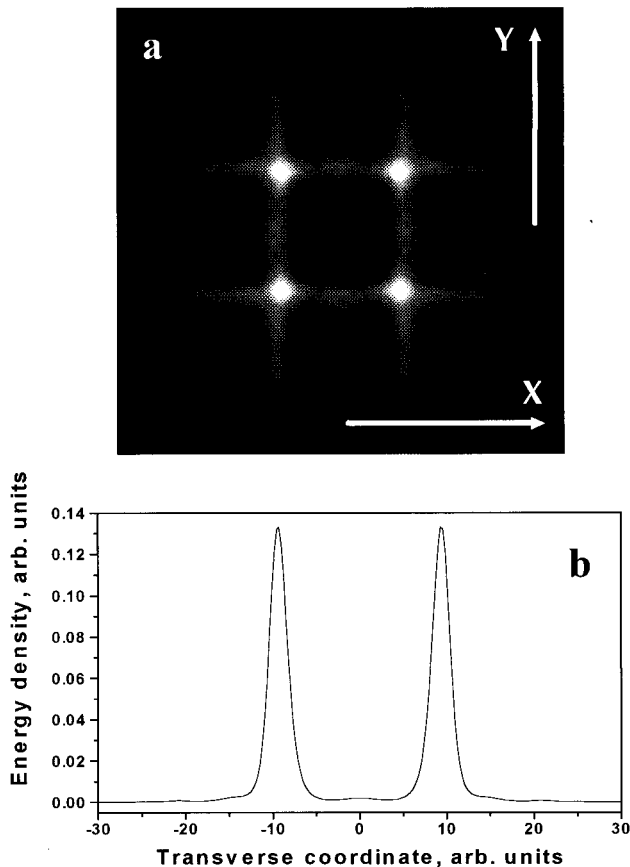 a
Y
X
Energy density, arb. units
0.14
0.12
0.10
0.08
0.06
0.04
0.02
0.00
b
-30
-20
-10
0
10
20
30
Transverse coordinate, arb. units